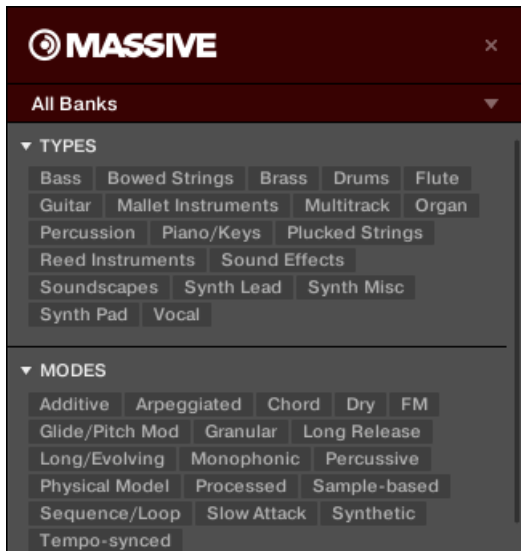 MASSIVE
All Banks
TYPES
Bass Bowed Strings Brass Drums Flute
Guitar Mallet Instruments Multitrack Organ
Percussion Piano/Keys Plucked Strings
Reed Instruments Sound Effects
Soundscapes Synth Lead Synth Misc
Synth Pad Vocal
MODES
Additive Arpeggiated Chord Dry FM
Glide/Pitch Mod Granular Long Release
Long/Evolving Monophonic Percussive
Physical Model Processed Sample-based
Sequence/Loop Slow Attack Synthetic
Tempo-synced